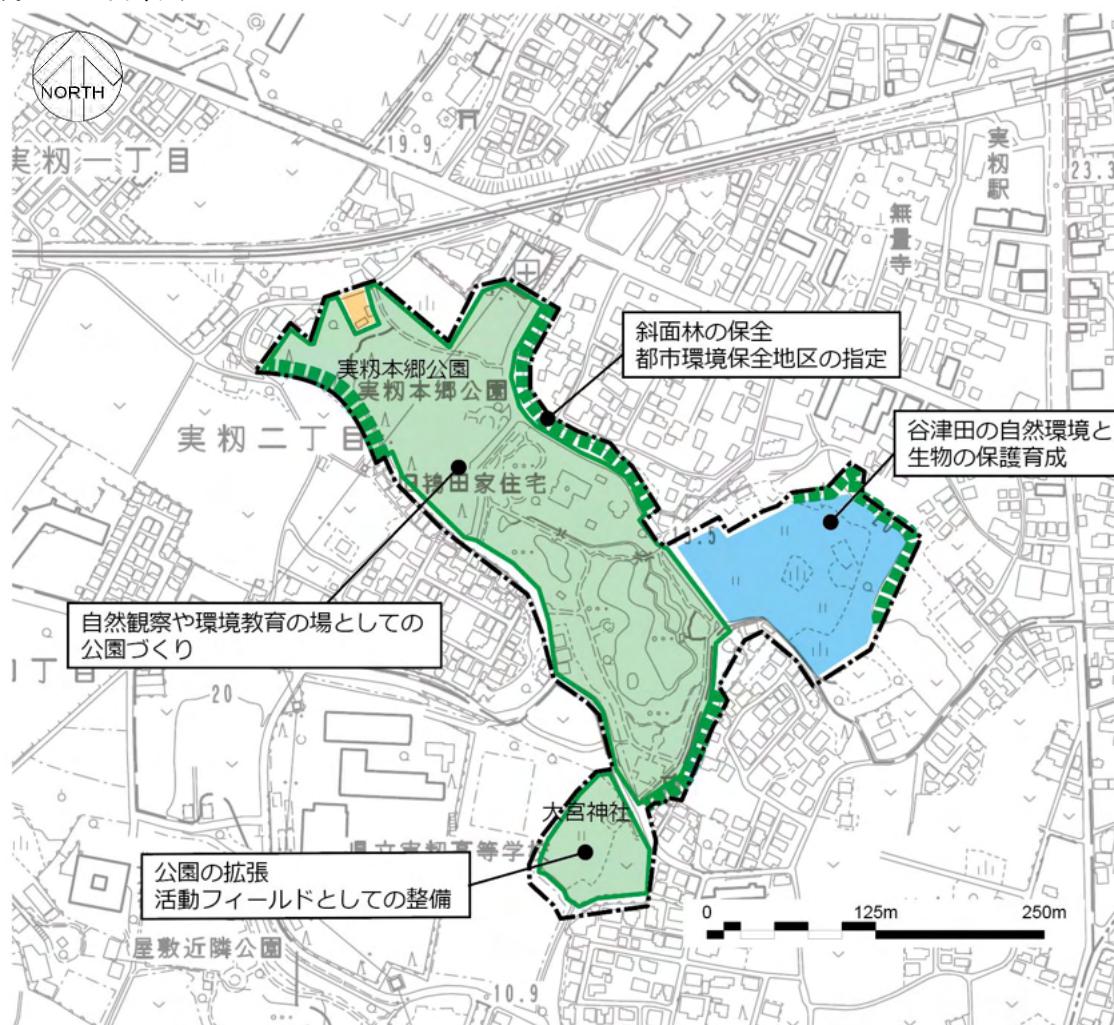 NORTH
実籾一丁目
19.9
実籾駅
23.3
無量寺
斜面林の保全
都市環境保全地区の指定
実籾本郷公園
実籾本郷公園
実籾二丁目
谷津田の自然環境と
生物の保護育成
旧鴇田家住宅
13.5
20
自然観察や環境教育の場としての
公園づくり
丁目
20
大宮神社
県立実籾高等学校
公園の拡張
活動フィールドとしての整備
0 125m 250m
屋敷近隣公園
10.9